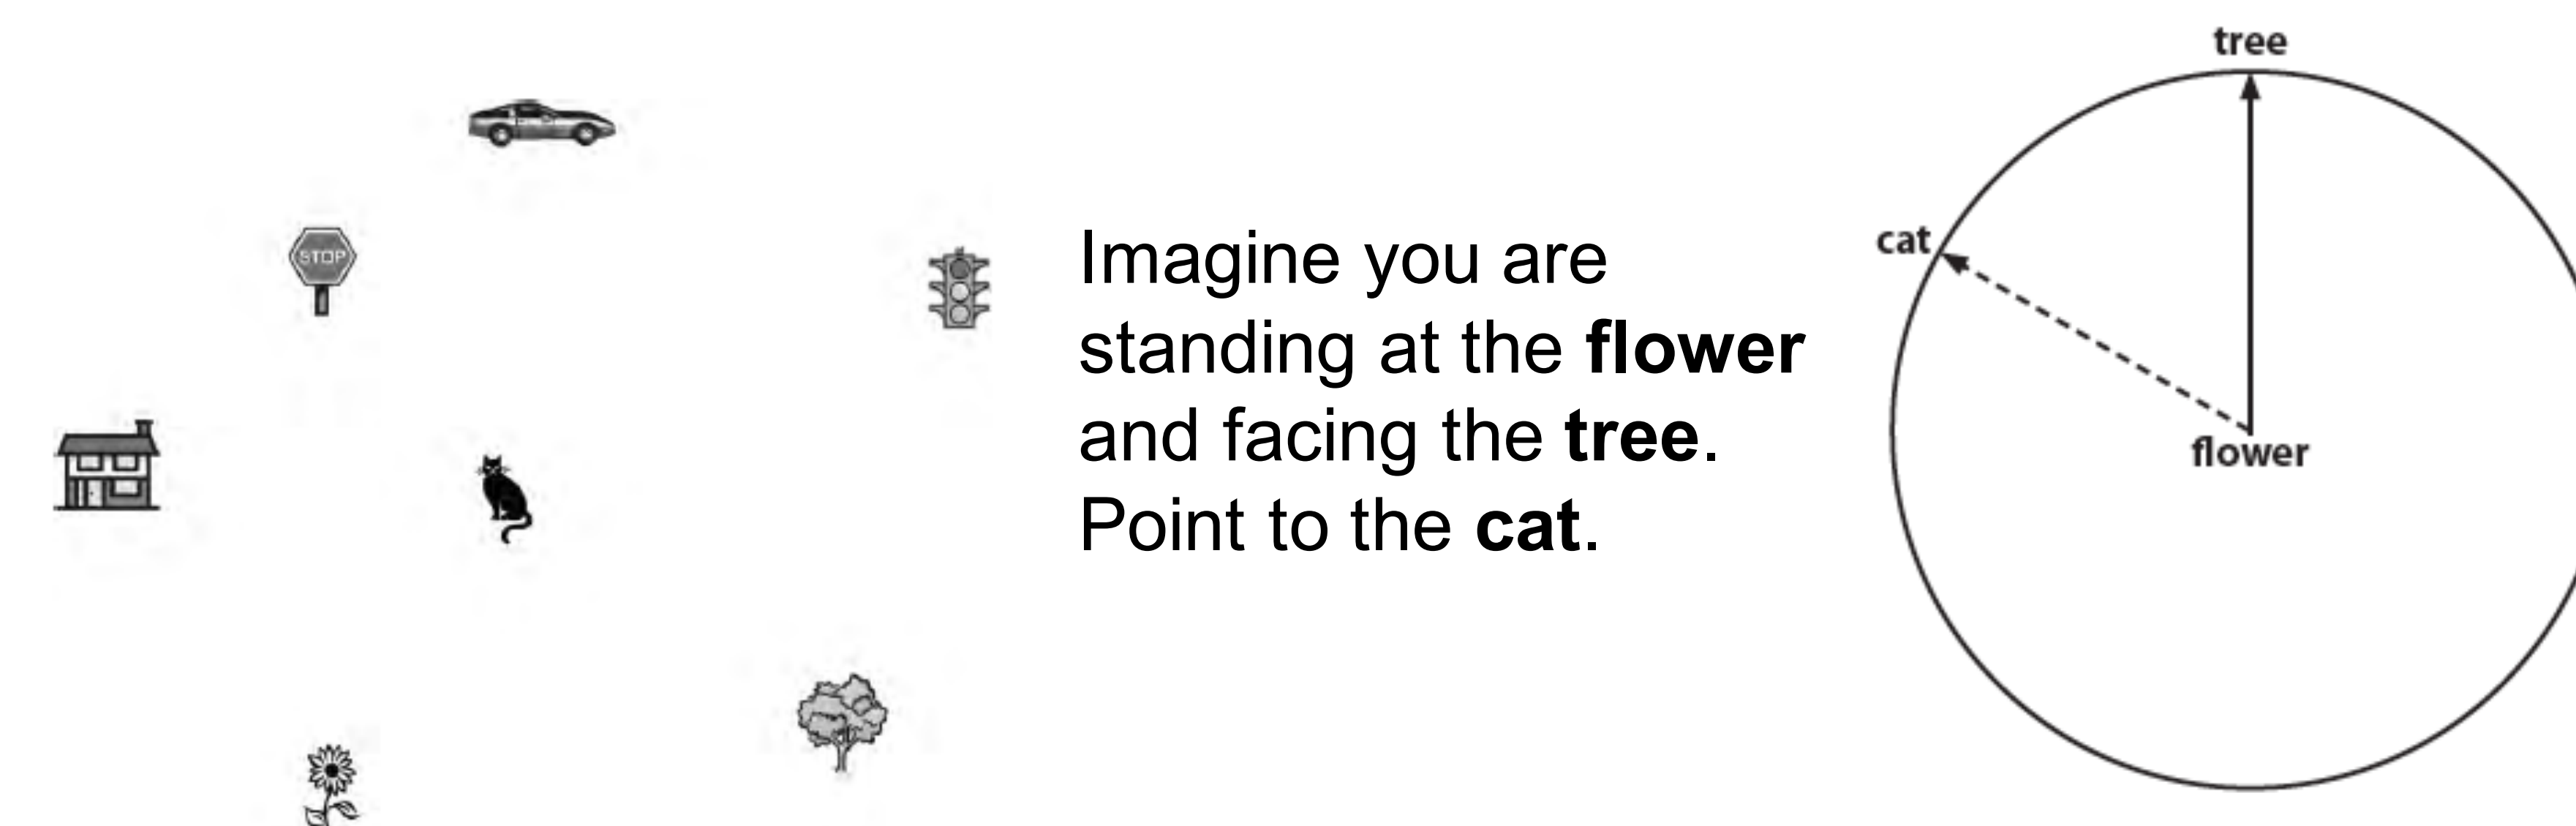 STOP
Imagine you are
standing at the flower
and facing the tree.
Point to the cat.
tree
cat
flower